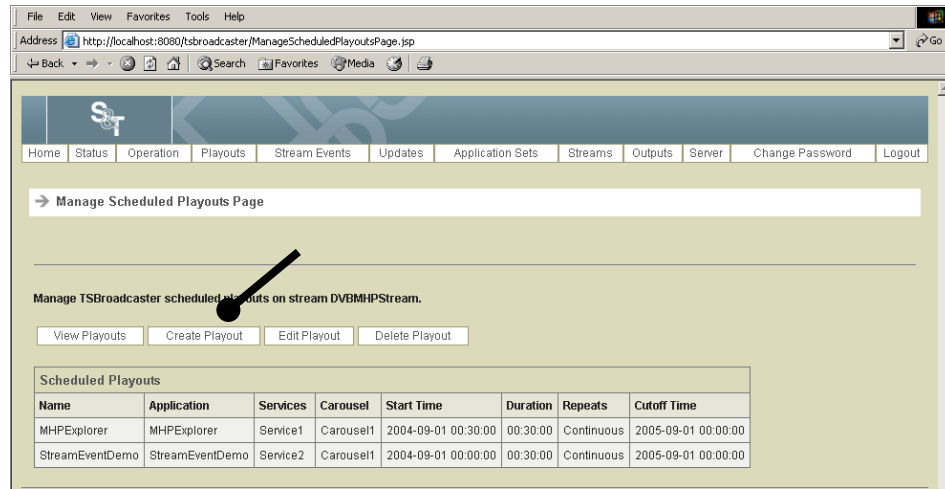 File Edit View Favorites Tools Help
Address http://localhost:8080/tsbroadcaster/ManageScheduledPlayoutsPage.jsp Go
Back Search Favorites Media
S&T
Home Status Operation Playouts Stream Events Updates Application Sets Streams Outputs Server Change Password Logout
Manage Scheduled Playouts Page
Manage TSBroadcaster scheduled playouts on stream DVBMHPStream.
View Playouts Create Playout Edit Playout Delete Playout
Scheduled Playouts
Name Application Services Carousel Start Time Duration Repeats Cutoff Time
MHPExplorer MHPExplorer Service1 Carousel1 2004-09-01 00:30:00 00:30:00 Continuous 2005-09-01 00:00:00
StreamEventDemo StreamEventDemo Service2 Carousel1 2004-09-01 00:00:00 00:30:00 Continuous 2005-09-01 00:00:00